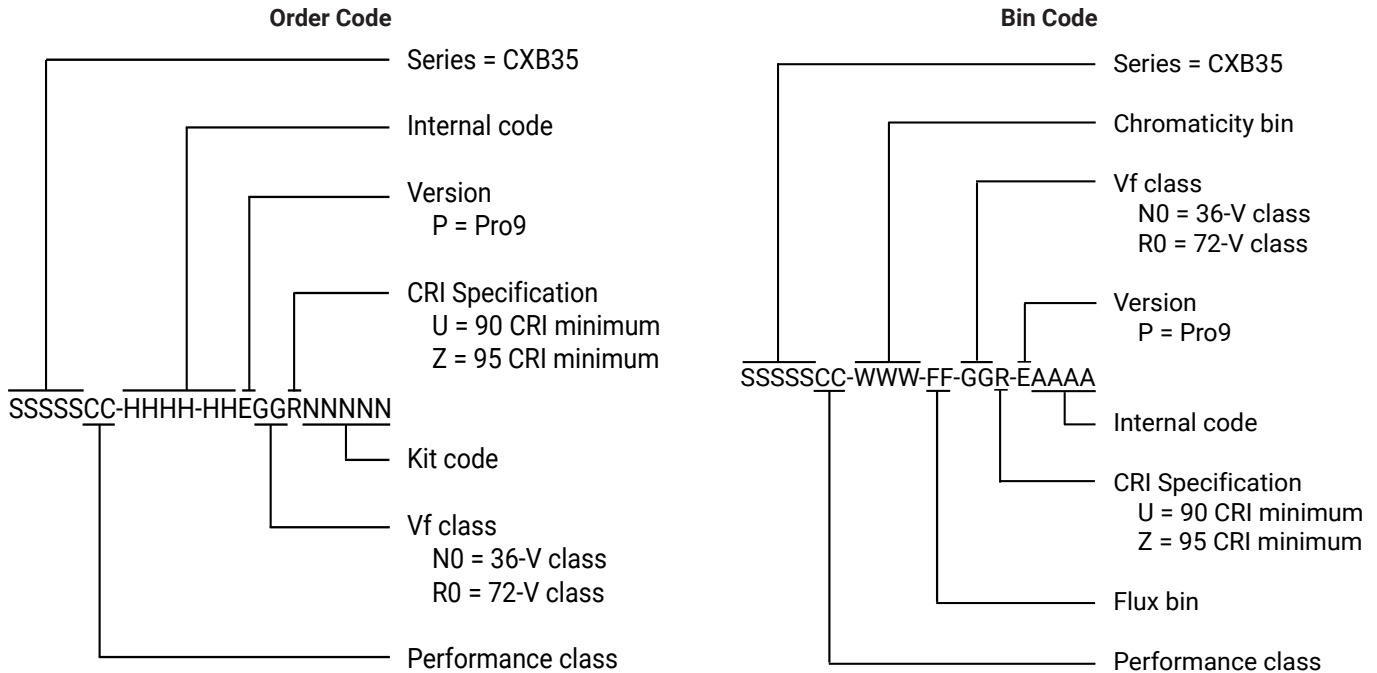 Order Code
Series = CXB35
Internal code
Version
P = Pro9
CRI Specification
U = 90 CRI minimum
Z = 95 CRI minimum
SSSSSCC-HHHH-HHEGGRNNNNN
Kit code
Vf class
N0 = 36-V class
R0 = 72-V class
Performance class
Bin Code
Series = CXB35
Chromaticity bin
Vf class
N0 = 36-V class
R0 = 72-V class
Version
P = Pro9
SSSSSCC-WWW-FF-GGR-EAAAA
Internal code
CRI Specification
U = 90 CRI minimum
Z = 95 CRI minimum
Flux bin
Performance class